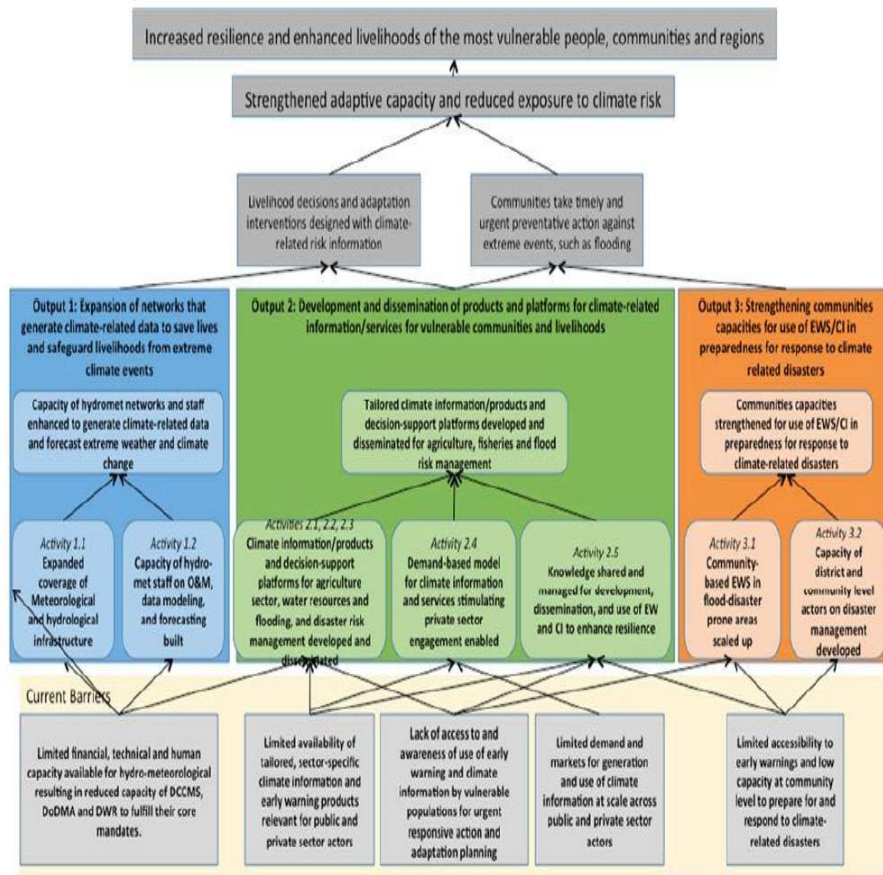 Increased resilience and enhanced livelihoods of the most vulnerable people, communities and regions
Strengthened adaptive capacity and reduced exposure to climate risk
Livelihood decisions and adaptation
interventions designed with climate-
related risk information
Communities take timely and
urgent preventative action against
extreme events, such as flooding
Output 1: Expansion of networks that
generate climate-related data to save lives
and safeguard livelihoods from extreme
climate events
Capacity of hydromet networks and staff
enhanced to generate climate-related data
and forecast extreme weather and climate
change
Activity 1.1
Expanded
coverage of
Meteorological
and hydrological
infrastructure
Activity 1.2
Capacity of hydro-
met staff on O&M,
data modeling,
and forecasting
built
Output 2: Development and dissemination of products and platforms for climate-related
information/services for vulnerable communities and livelihoods
Tailored climate information/products and
decision-support platforms developed and
disseminated for agriculture, fisheries and flood
risk management
Activities 2.1, 2.2, 2.3
Climate information/products
and decision-support
platforms for agriculture
sector, water resources and
flooding, and disaster risk
management developed and
disseminated
Activity 2.4
Demand-based model
for climate information
and services stimulating
private sector
engagement enabled
Activity 2.5
Knowledge shared and
managed for development,
dissemination, and use of EW
and CI to enhance resilience
Output 3: Strengthening communities
capacities for use of EWS/CI in
preparedness for response to climate
related disasters
Communities capacities
strengthened for use of EWS/CI in
preparedness for response to
climate-related disasters
Activity 3.1
Community-
based EWS in
flood-disaster
prone areas
scaled up
Activity 3.2
Capacity of
district and
community level
actors on disaster
management
developed
Current Barriers
Limited financial, technical and human
capacity available for hydro-meteorological
resulting in reduced capacity of DCCMS,
DoDMA and DWR to fulfill their core
mandates.
Limited availability of
tailored, sector-specific
climate information and
early warning products
relevant for public and
private sector actors
Lack of access to and
awareness of use of early
warning and climate
information by vulnerable
populations for urgent
responsive action and
adaptation planning
Limited demand and
markets for generation
and use of climate
information at scale across
public and private sector
actors
Limited accessibility to
early warnings and low
capacity at community
level to prepare for and
respond to climate-
related disasters